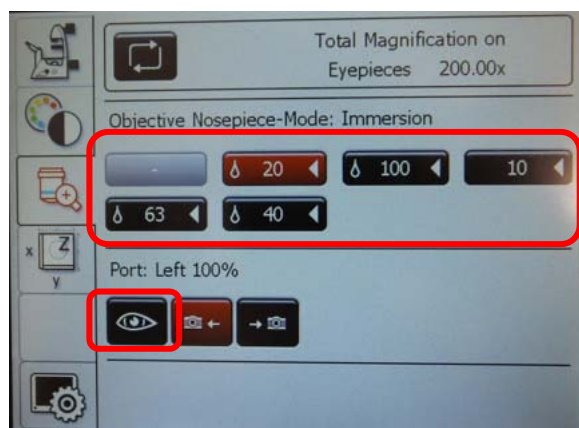 Total Magnification on
Eyepieces 200.00x
Objective Nosepiece-Mode: Immersion
- 20 100 10
63 40
Port: Left 100%
x Z
y